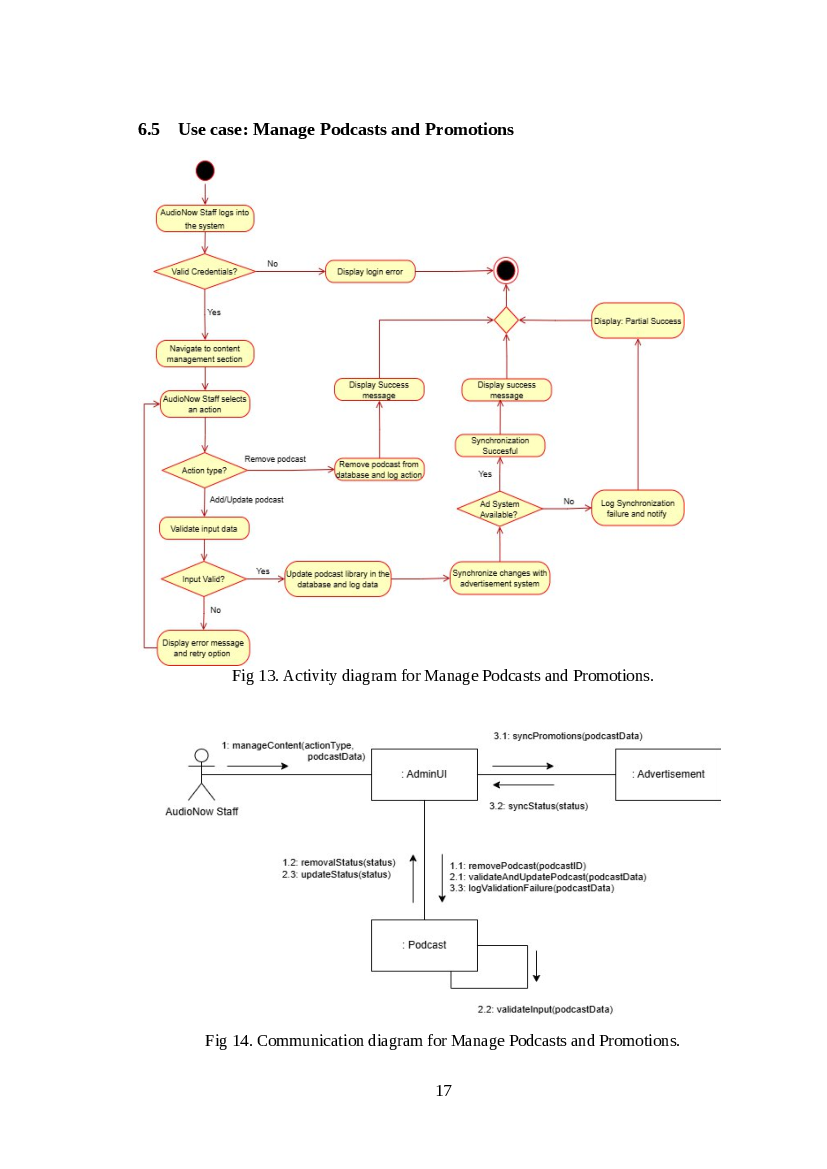 6.5 Use case: Manage Podcasts and Promotions
AudioNow Staff logs into
the system
Valid Credentials?
No
Display login error
Yes
Navigate to content
management section
Display: Partial Success
AudioNow Staff selects
an action
Display Success
message
Display success
message
Synchronization
Succesful
Action type?
Remove podcast
Remove podcast from
database and log action
Yes
Add/Update podcast
Ad System
Available?
No
Log Synchronization
failure and notify
Validate input data
Input Valid?
Yes
Update podcast library in the
database and log data
Synchronize changes with
advertisement system
No
Display error message
and retry option
Fig 13. Activity diagram for Manage Podcasts and Promotions.
1: manageContent(actionType,
podcastData)
3.1: syncPromotions(podcastData)
: AdminUI
: Advertisement
3.2: syncStatus(status)
AudioNow Staff
1.2: removalStatus(status)
2.3: updateStatus(status)
1.1: removePodcast(podcastID)
2.1: validateAndUpdatePodcast(podcastData)
3.3: logValidationFailure(podcastData)
: Podcast
2.2: validateInput(podcastData)
Fig 14. Communication diagram for Manage Podcasts and Promotions.
17